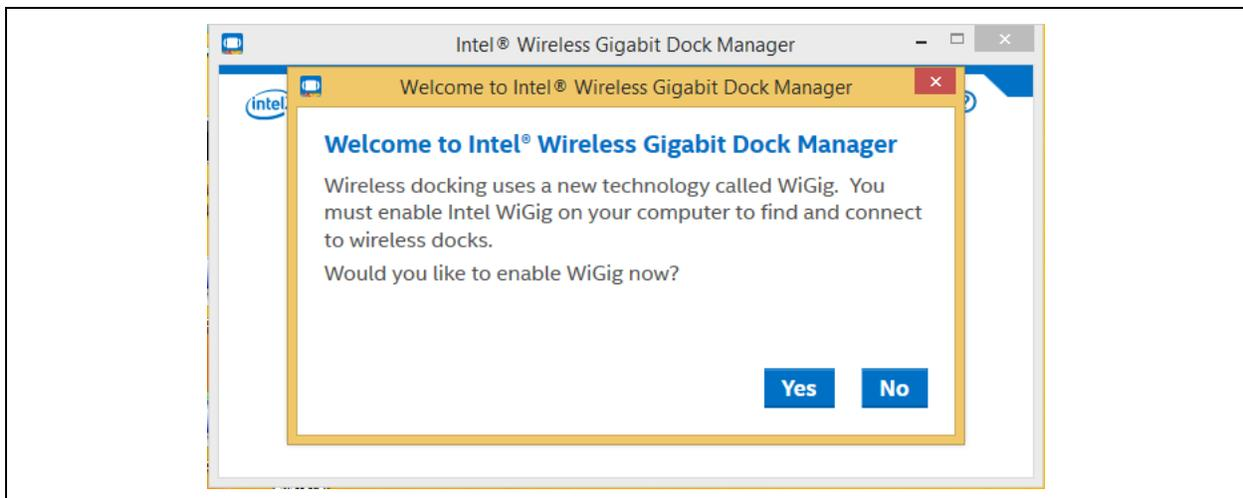 Intel® Wireless Gigabit Dock Manager
Welcome to Intel® Wireless Gigabit Dock Manager
intel
Welcome to Intel® Wireless Gigabit Dock Manager
Wireless docking uses a new technology called WiGig. You
must enable Intel WiGig on your computer to find and connect
to wireless docks.
Would you like to enable WiGig now?
Yes No